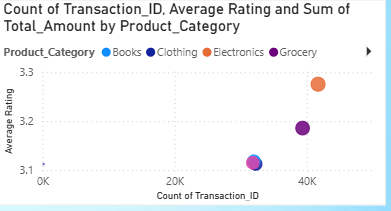 Count of Transaction_ID, Average Rating and Sum of
Total_Amount by Product_Category
Product_Category Books Clothing Electronics Grocery
3.3
3.2
3.1
Average Rating
0K 20K 40K
Count of Transaction_ID